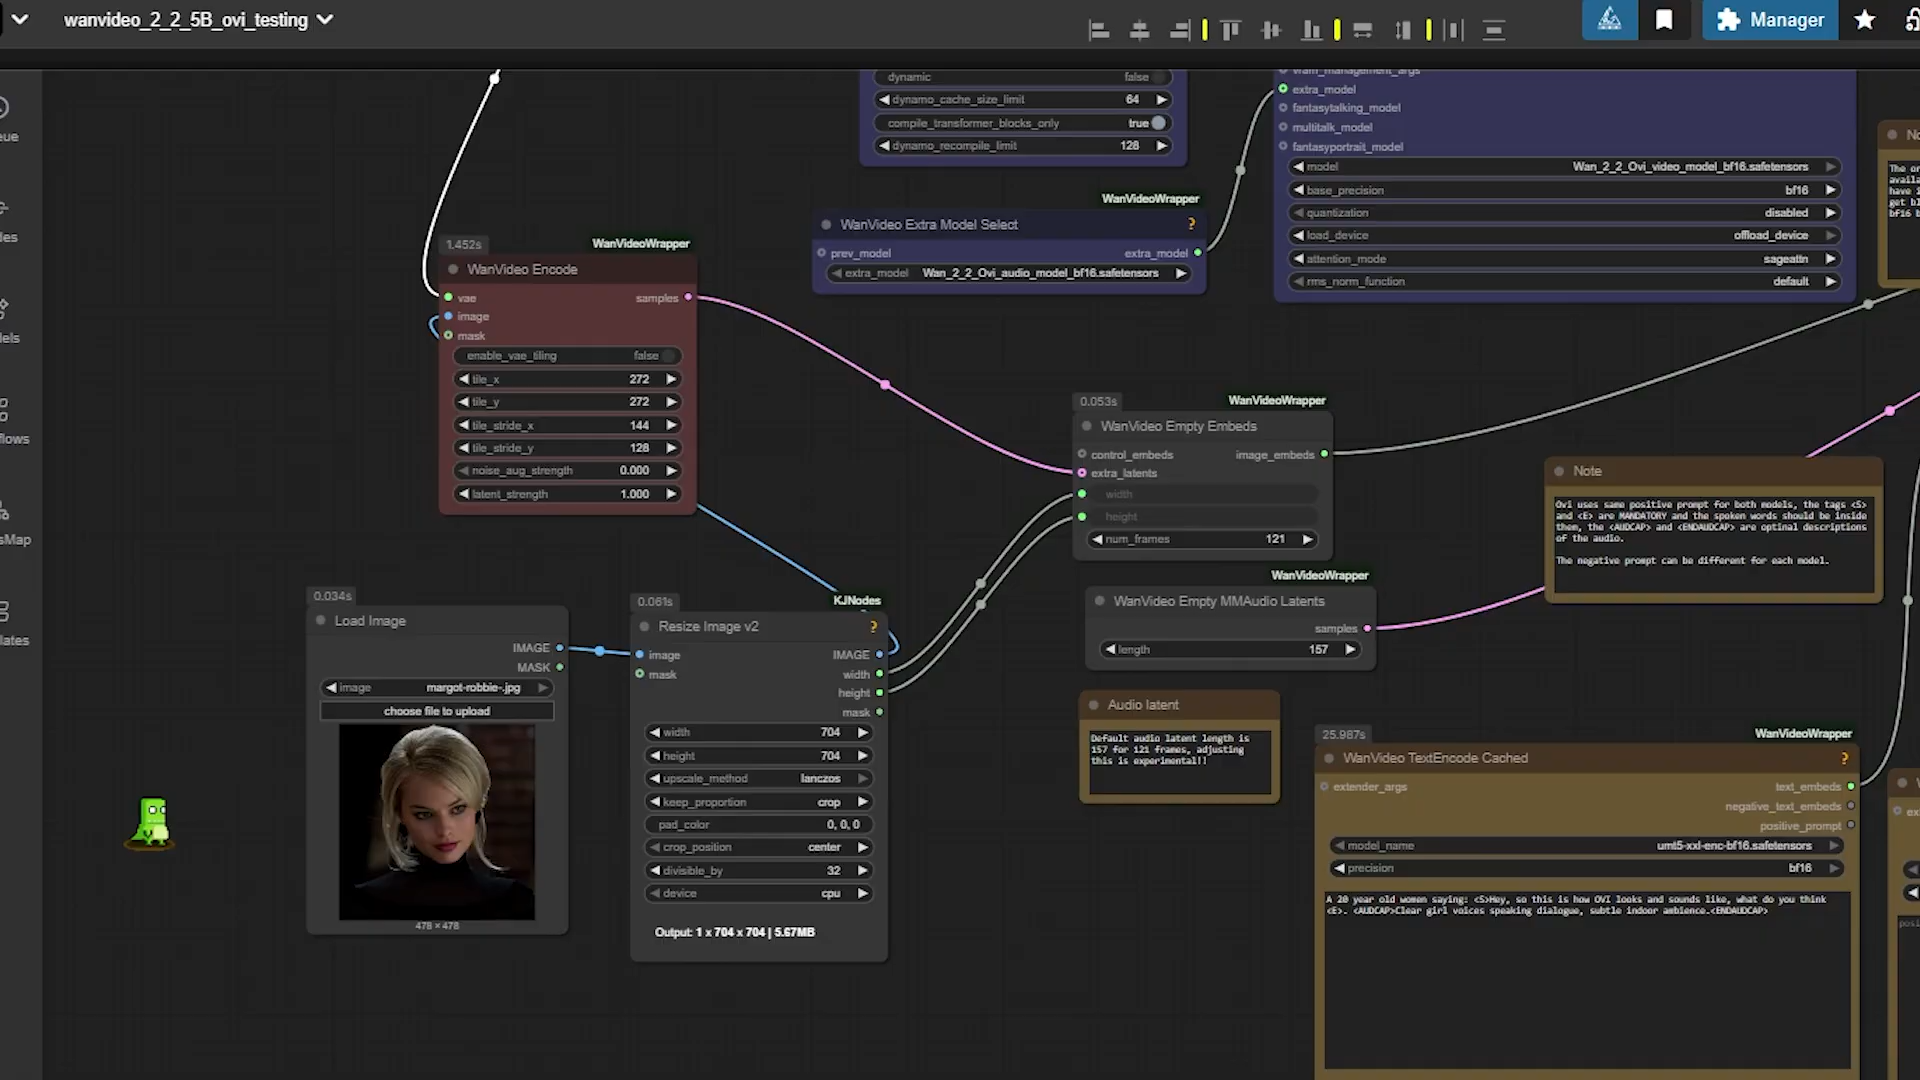 wanvideo_2_2_5B_ovi_testing
Manager
dynamic false
dynamo_cache_size_limit 64
compile_transformer_blocks_only true
dynamo_recompile_limit 128
vram_management_args
extra_model
fantasytalking_model
multitalk_model
fantasyportrait_model
model Wan_2_2_Ovi_video_model_bf16.safetensors
base_precision bf16
quantization disabled
load_device offload_device
attention_mode sageattn
rms_norm_function default
WanVideoWrapper
WanVideo Extra Model Select ?
prev_model extra_model
extra_model Wan_2_2_Ovi_audio_model_bf16.safetensors
1.452s WanVideoWrapper
WanVideo Encode
vae samples
image
mask
enable_vae_tiling false
tile_x 272
tile_y 272
tile_stride_x 144
tile_stride_y 128
noise_aug_strength 0.000
latent_strength 1.000
0.053s WanVideoWrapper
WanVideo Empty Embeds
control_embeds image_embeds
extra_latents
width
height
num_frames 121
WanVideoWrapper
WanVideo Empty MMAudio Latents
samples
length 157
Note
Ovi uses same positive prompt for both models, the tags <S>
and <E> are MANDATORY and the spoken words should be inside
them, the <AUDCAP> and <ENDAUDCAP> are optinal descriptions
of the audio.
The negative prompt can be different for each model.
Audio latent
Default audio latent length is
157 for 121 frames, adjusting
this is experimental!!
0.034s
Load Image
IMAGE
MASK
image margot-robbie-.jpg
choose file to upload
478 × 478
0.061s KJNodes
Resize Image v2 ?
image IMAGE
mask width
height
mask
width 704
height 704
upscale_method lanczos
keep_proportion crop
pad_color 0, 0, 0
crop_position center
divisible_by 32
device cpu
Output: 1 x 704 x 704 | 5.67MB
25.987s WanVideoWrapper
WanVideo TextEncode Cached ?
extender_args text_embeds
negative_text_embeds
positive_prompt
model_name umt5-xxl-enc-bf16.safetensors
precision bf16
A 20 year old women saying: <S>Hey, so this is how OVI looks and sounds like, what do you think
<E>. <AUDCAP>Clear girl voices speaking dialogue, subtle indoor ambience.<ENDAUDCAP>